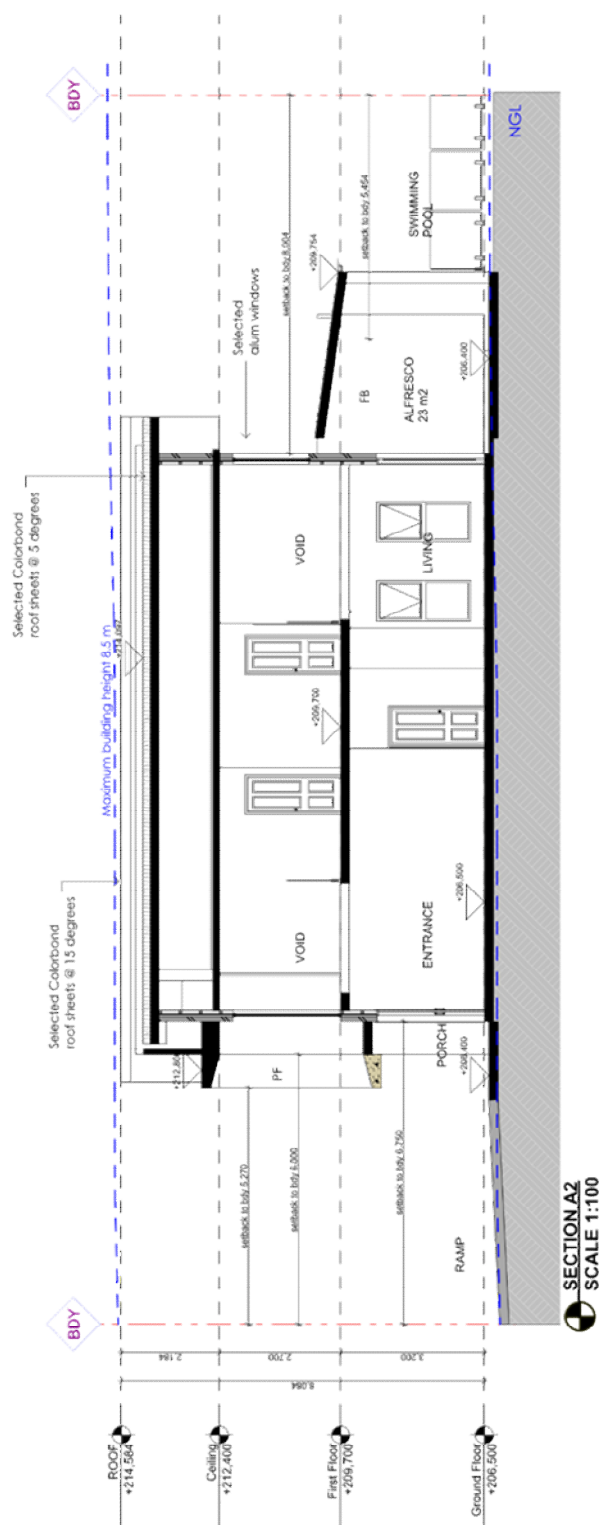 BDY
BDY
Selected Colorbond
roof sheets @ 15 degrees
Selected Colorbond
roof sheets @ 5 degrees
Maximum building height 8.5 m
Selected
alum windows
ROOF
+214,584
Ceiling
+212,400
First Floor
+209,700
Ground Floor
+206,500
2.184
2.700
3.200
8.084
setback to bdy 5.270
setback to bdy 6.000
setback to bdy 6.750
setback to bdy 8.004
setback to bdy 5.454
PF
VOID
VOID
+209,700
+209,754
FB
ALFRESCO
23 m2
+206,400
SWIMMING
POOL
RAMP
PORCH
ENTRANCE
+206,500
LIVING
NGL
SECTION A2
SCALE 1:100